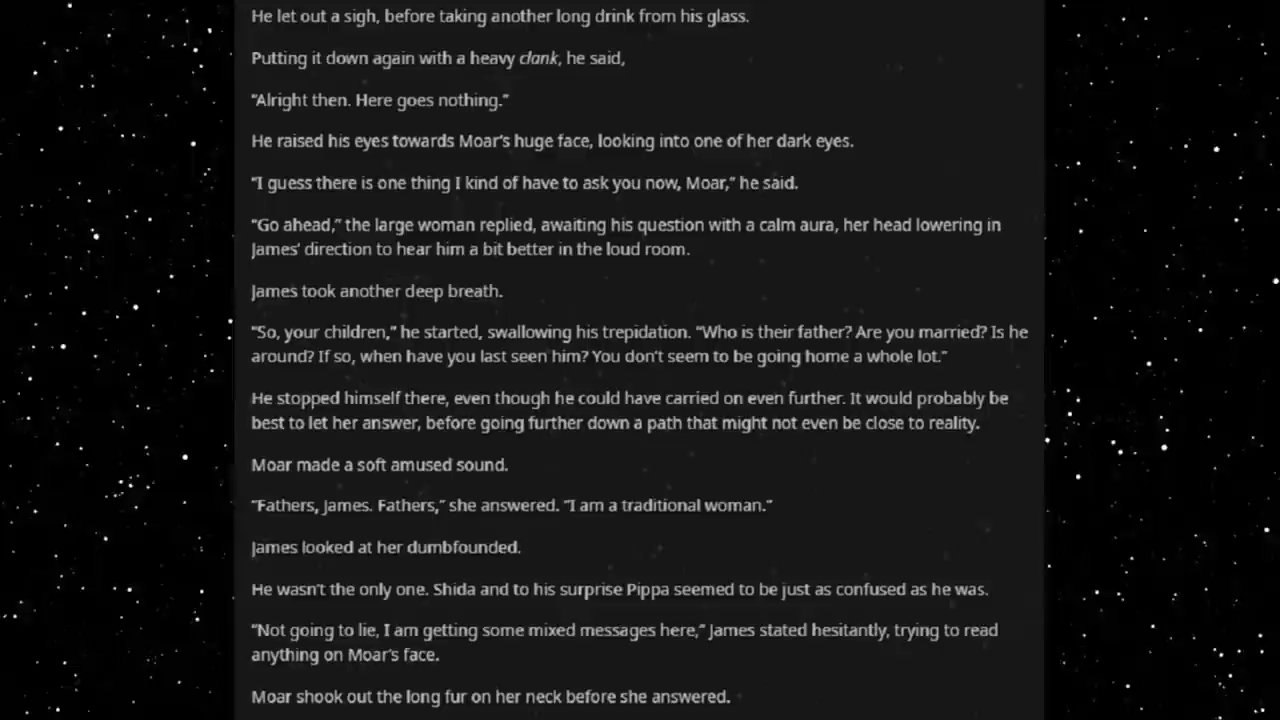 He let out a sigh, before taking another long drink from his glass.
Putting it down again with a heavy clank, he said,
“Alright then. Here goes nothing.”
He raised his eyes towards Moar’s huge face, looking into one of her dark eyes.
“I guess there is one thing I kind of have to ask you now, Moar,” he said.
“Go ahead,” the large woman replied, awaiting his question with a calm aura, her head lowering in
James’ direction to hear him a bit better in the loud room.
James took another deep breath.
“So, your children,” he started, swallowing his trepidation. “Who is their father? Are you married? Is he
around? If so, when have you last seen him? You don’t seem to be going home a whole lot.”
He stopped himself there, even though he could have carried on even further. It would probably be
best to let her answer, before going further down a path that might not even be close to reality.
Moar made a soft amused sound.
“Fathers, James. Fathers,” she answered. “I am a traditional woman.”
James looked at her dumbfounded.
He wasn’t the only one. Shida and to his surprise Pippa seemed to be just as confused as he was.
“Not going to lie, I am getting some mixed messages here,” James stated hesitantly, trying to read
anything on Moar’s face.
Moar shook out the long fur on her neck before she answered.